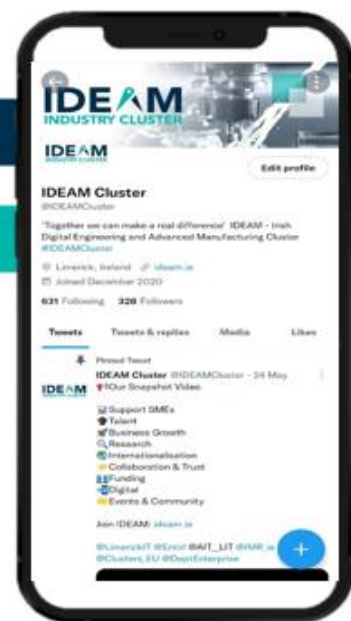 IDEAM
INDUSTRY CLUSTER
IDEAM
Edit profile
IDEAM Cluster
@IDEAMCluster
'Together we can make a real difference' IDEAM - Irish
Digital Engineering and Advanced Manufacturing Cluster
#IDEAMCluster
Limerick, Ireland ideam.ie
Joined December 2020
631 Following 328 Followers
Tweets Tweets & replies Media Likes
Pinned Tweet
IDEAM Cluster @IDEAMCluster - 24 May
IDEAM
Our Snapshot Video
Support SMEs
Talent
Business Growth
Research
Internationalisation
Collaboration & Trust
Funding
Digital
Events & Community
Join IDEAM: ideam.ie
@LimerickIT @EntIrl @AIT_LIT @IMR_ie
@Clusters_EU @DeptEnterprise